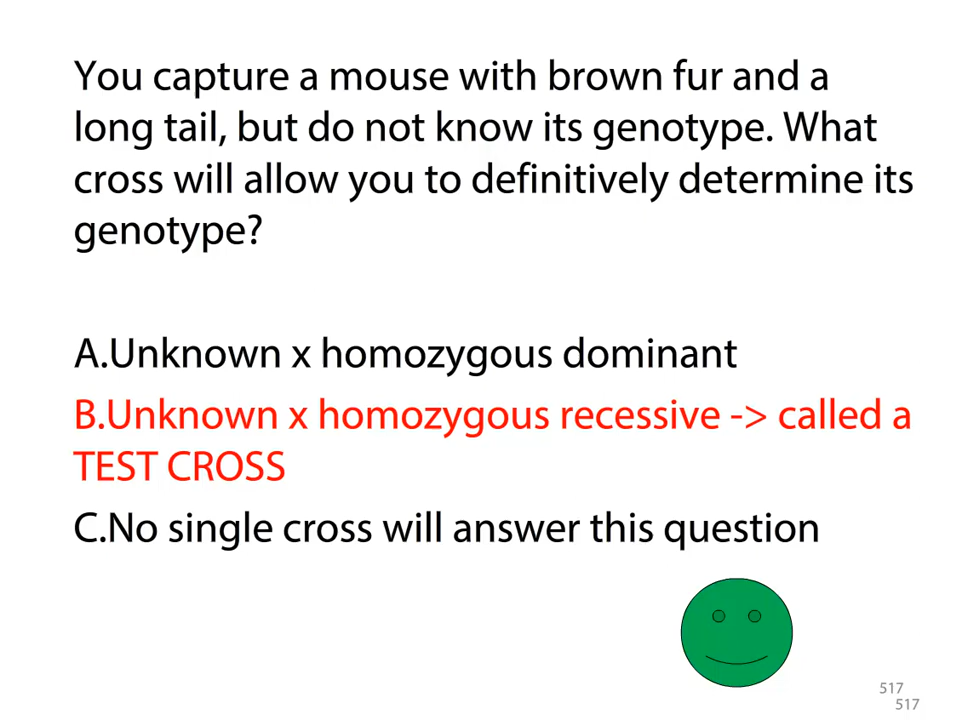 You capture a mouse with brown fur and a
long tail, but do not know its genotype. What
cross will allow you to definitively determine its
genotype?
A.Unknown x homozygous dominant
B.Unknown x homozygous recessive -> called a
TEST CROSS
C.No single cross will answer this question
517
517